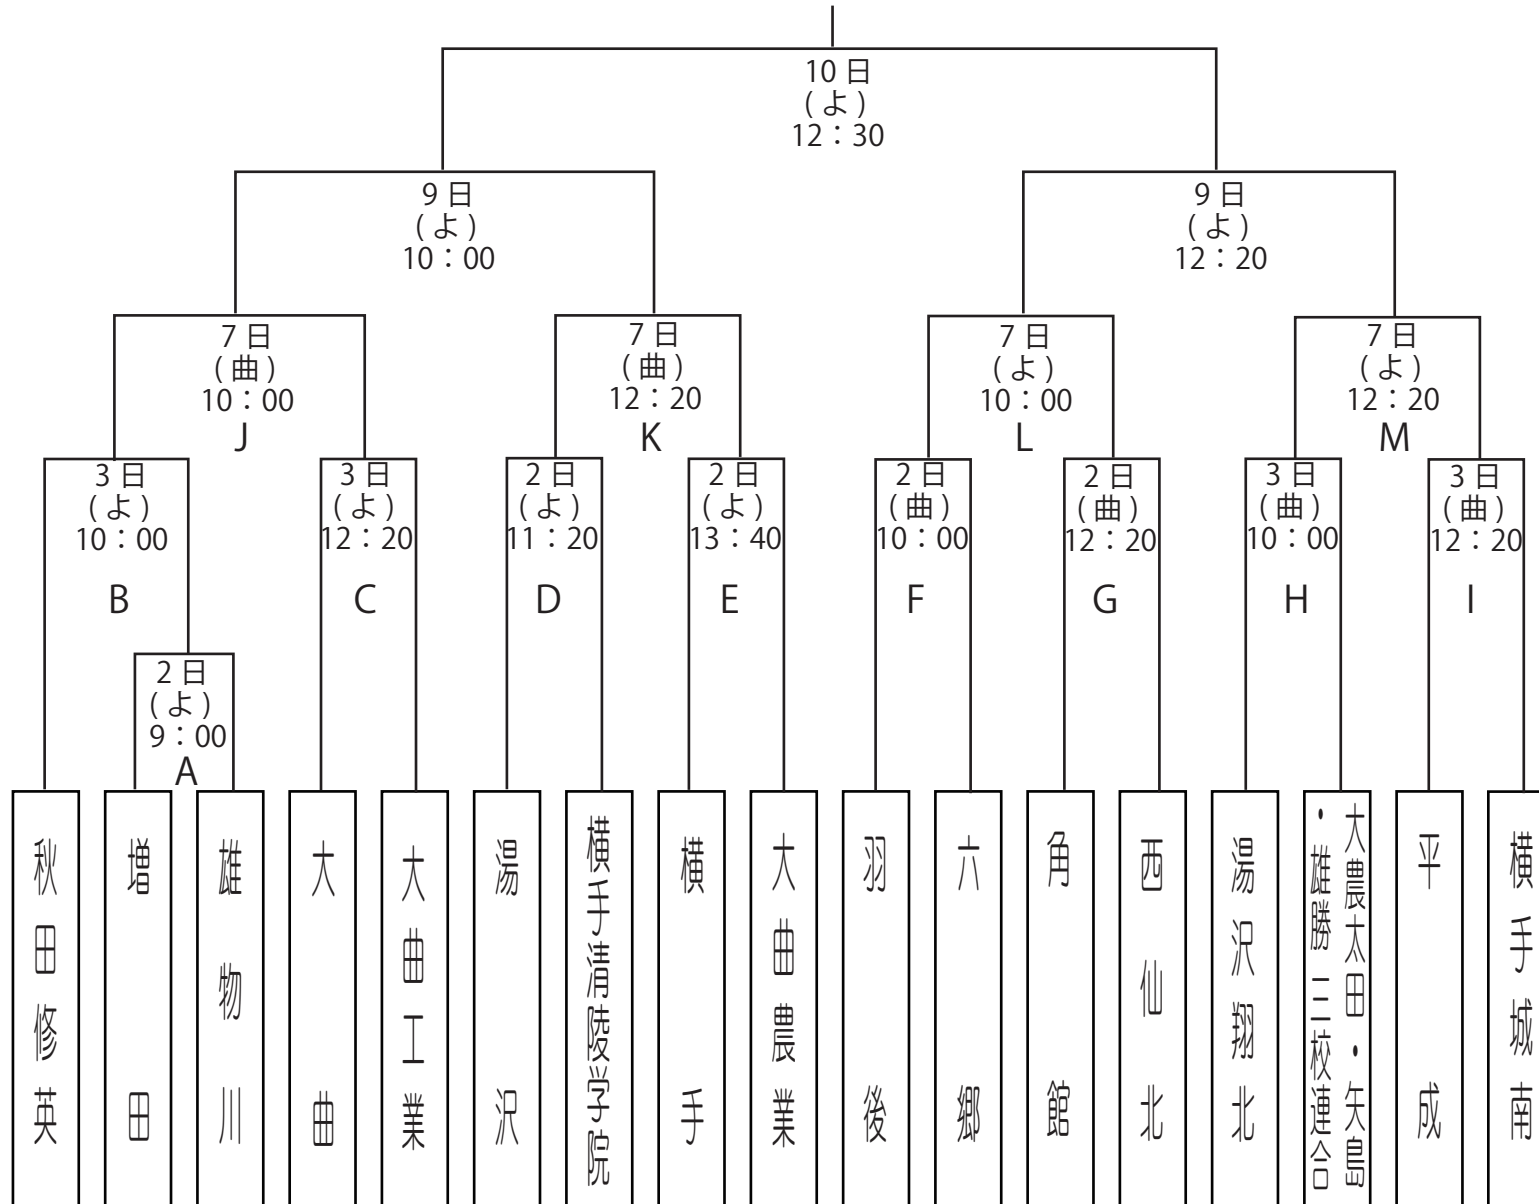 10 日
( よ )
12：30
9 日
( よ )
10：00
9 日
( よ )
12：20
7 日
( 曲 )
10：00
J
7 日
( 曲 )
12：20
K
7 日
( よ )
10：00
L
7 日
( よ )
12：20
M
3 日
( よ )
10：00
B
3 日
( よ )
12：20
C
2 日
( よ )
11：20
D
2 日
( よ )
13：40
E
2 日
( 曲 )
10：00
F
2 日
( 曲 )
12：20
G
3 日
( 曲 )
10：00
H
3 日
( 曲 )
12：20
I
2 日
( よ )
9：00
A
秋田修英
増田
雄物川
大曲
大曲工業
湯沢
横手清陵学院
横手
大曲農業
羽後
六郷
角館
西仙北
湯沢翔北
大農太田・矢島
・雄勝 三校連合
平成
横手城南